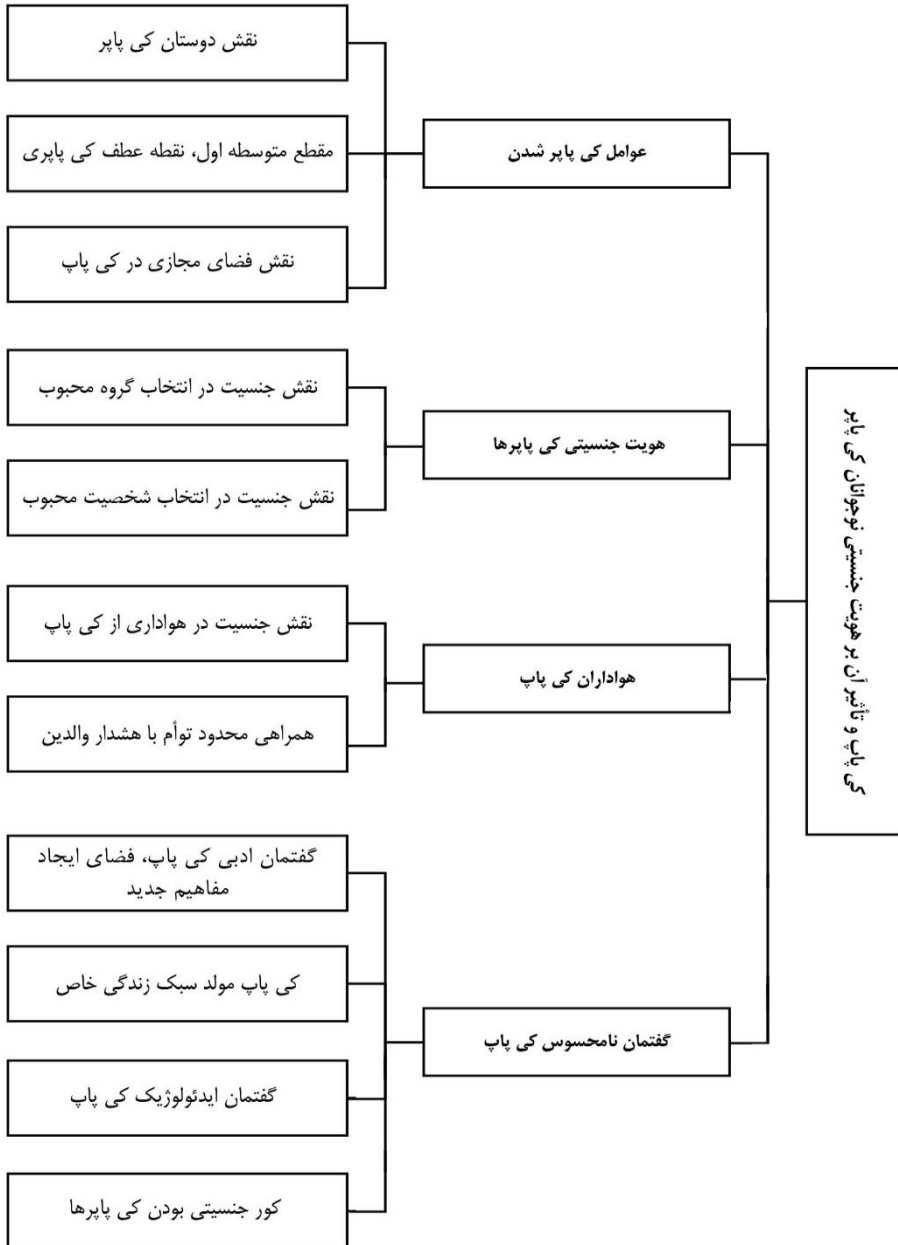 کی پاپ و تأثیر آن بر هویت جنسیتی نوجوانان کی پاپر
عوامل کی پاپر شدن
نقش دوستان کی پاپر
مقطع متوسطه اول، نقطه عطف کی پاپری
نقش فضای مجازی در کی پاپ
هویت جنسیتی کی پاپرها
نقش جنسیت در انتخاب گروه محبوب
نقش جنسیت در انتخاب شخصیت محبوب
هواداران کی پاپ
نقش جنسیت در هواداری از کی پاپ
همراهی محدود توأم با هشدار والدین
گفتمان نامحسوس کی پاپ
گفتمان ادبی کی پاپ، فضای ایجاد
مفاهیم جدید
کی پاپ مولد سبک زندگی خاص
گفتمان ایدئولوژیک کی پاپ
کور جنسیتی بودن کی پاپرها